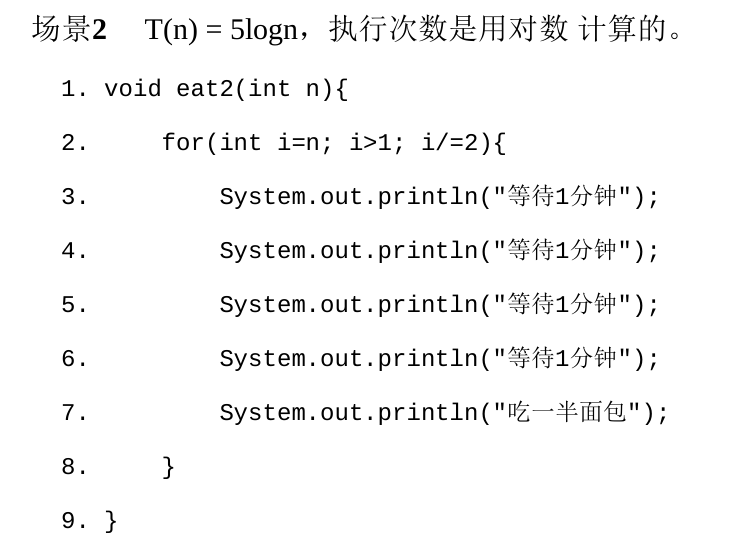 场景2 T(n) = 5logn，执行次数是用对数 计算的。
1. void eat2(int n){
2. for(int i=n; i>1; i/=2){
3. System.out.println("等待1分钟");
4. System.out.println("等待1分钟");
5. System.out.println("等待1分钟");
6. System.out.println("等待1分钟");
7. System.out.println("吃一半面包");
8. }
9. }